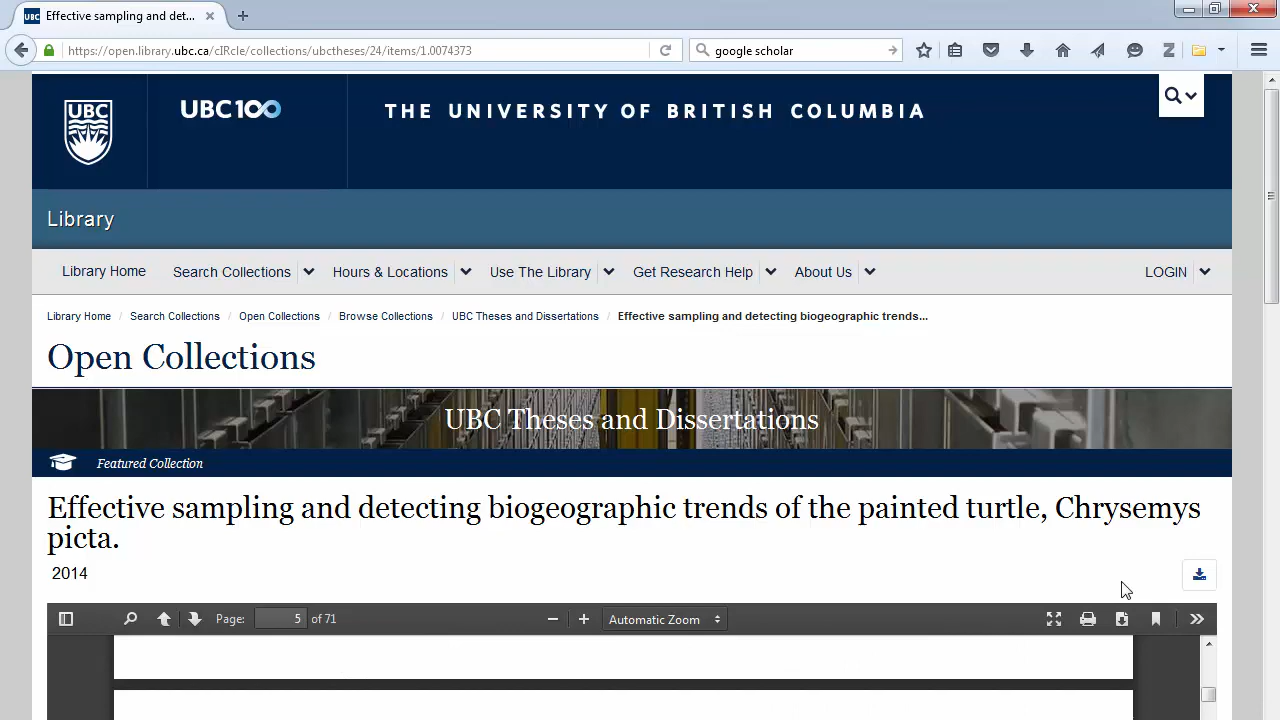 UBC Effective sampling and det...
https://open.library.ubc.ca/cIRcle/collections/ubctheses/24/items/1.0074373 google scholar
UBC UBC100 THE UNIVERSITY OF BRITISH COLUMBIA
Library
Library Home Search Collections Hours & Locations Use The Library Get Research Help About Us LOGIN
Library Home / Search Collections / Open Collections / Browse Collections / UBC Theses and Dissertations / Effective sampling and detecting biogeographic trends...
Open Collections
UBC Theses and Dissertations
Featured Collection
Effective sampling and detecting biogeographic trends of the painted turtle, Chrysemys
picta.
2014
Page: 5 of 71 Automatic Zoom